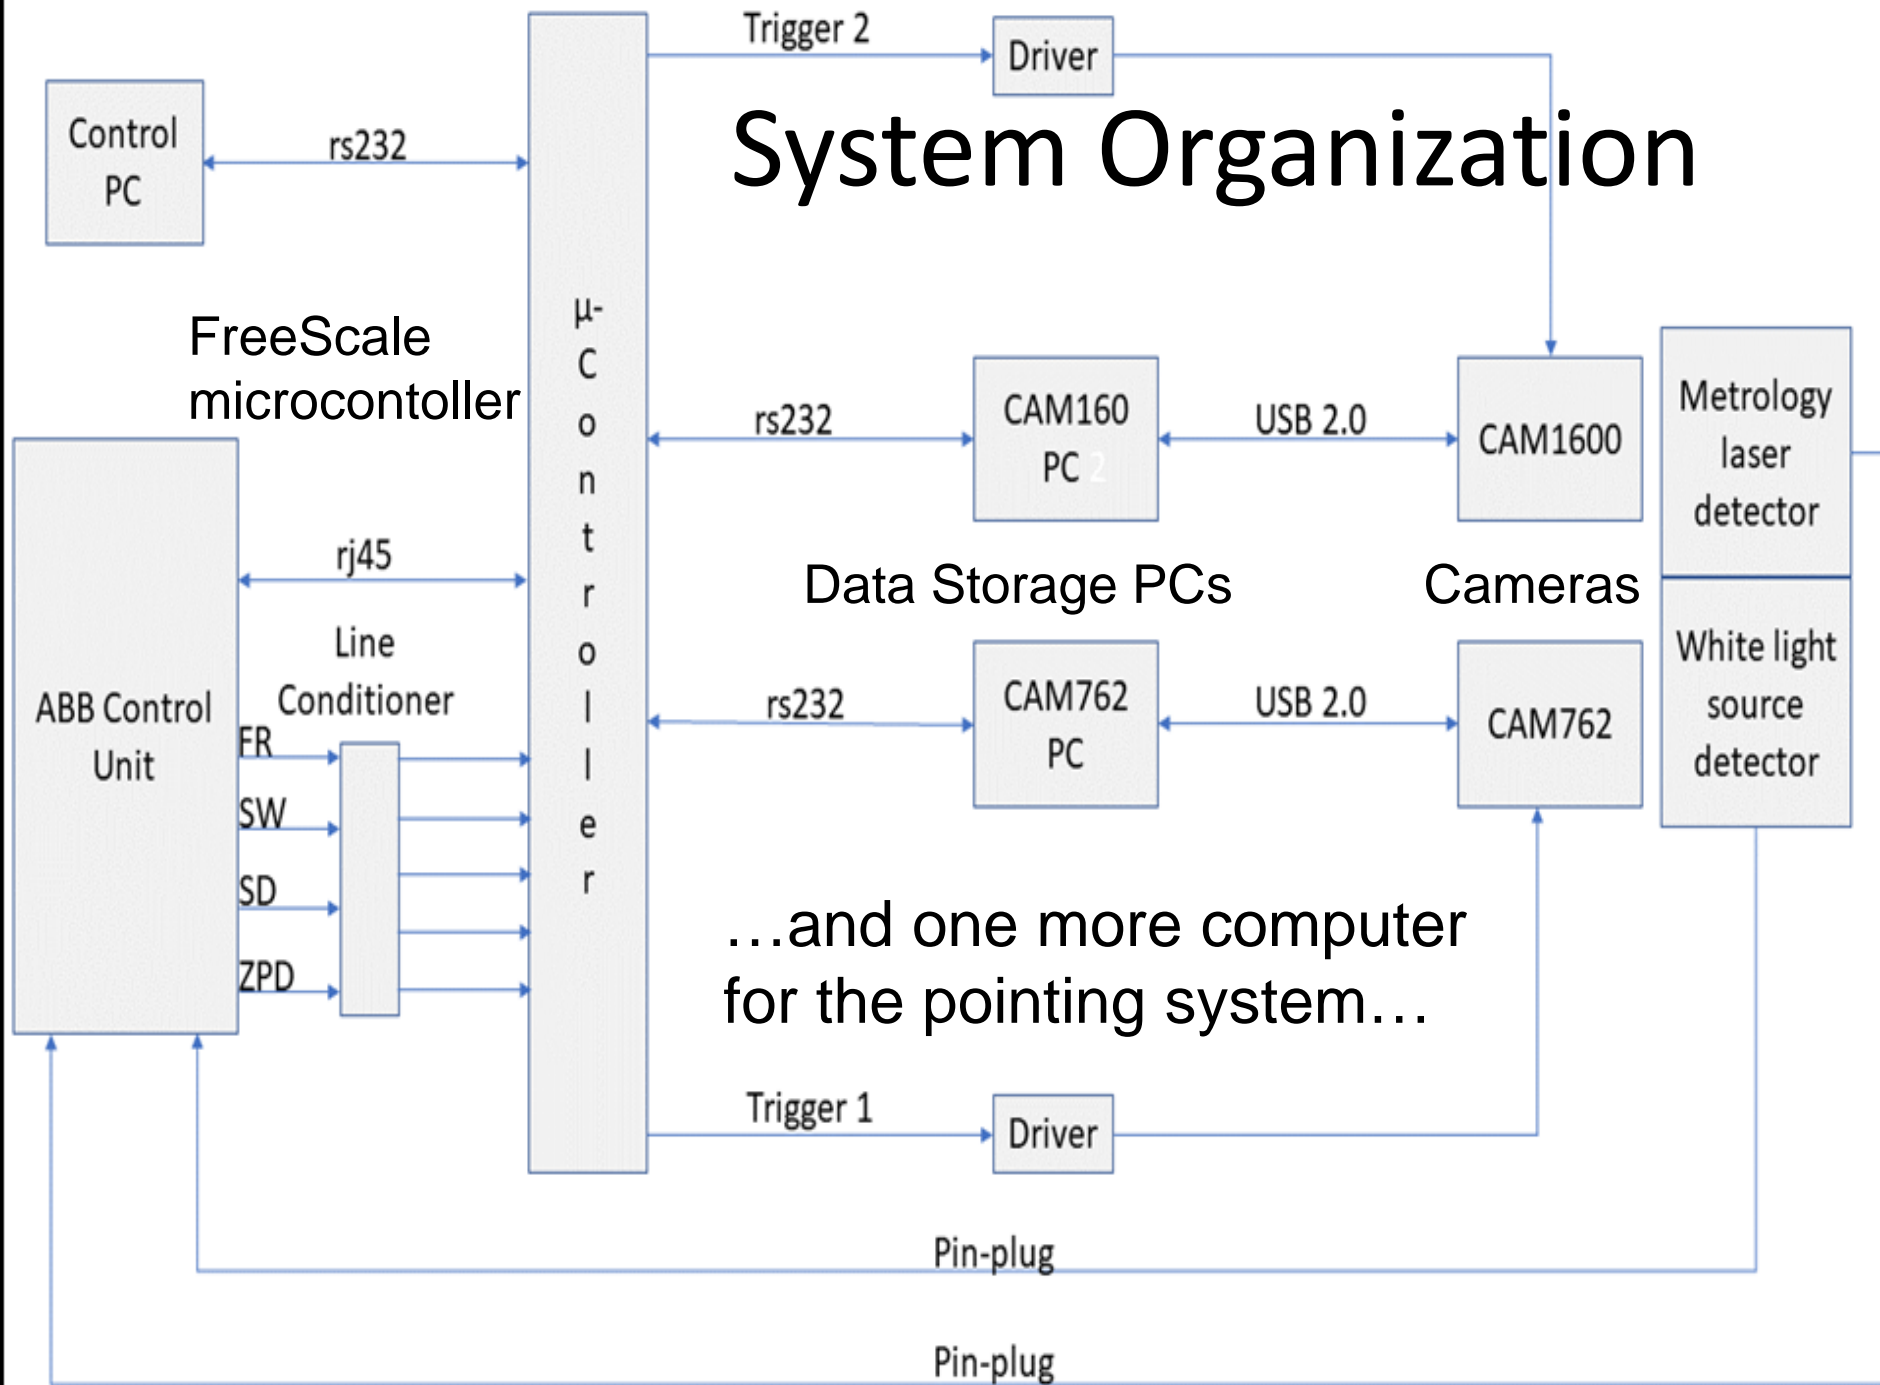 Trigger 2
Driver
System Organization
Control
PC
rs232
FreeScale
microcontoller
μ-
C
o
n
t
r
o
l
l
e
r
rs232
CAM160
PC 2
USB 2.0
CAM1600
Metrology
laser
detector
rj45
Data Storage PCs
Cameras
Line
Conditioner
ABB Control
Unit
FR
SW
SD
ZPD
rs232
CAM762
PC
USB 2.0
CAM762
White light
source
detector
...and one more computer
for the pointing system...
Trigger 1
Driver
Pin-plug
Pin-plug